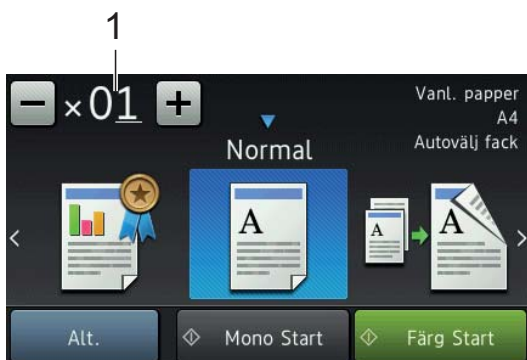 1
×01
Vanl. papper
A4
Autovälj fack
Normal
A
A
A
Alt.
Mono Start
Färg Start